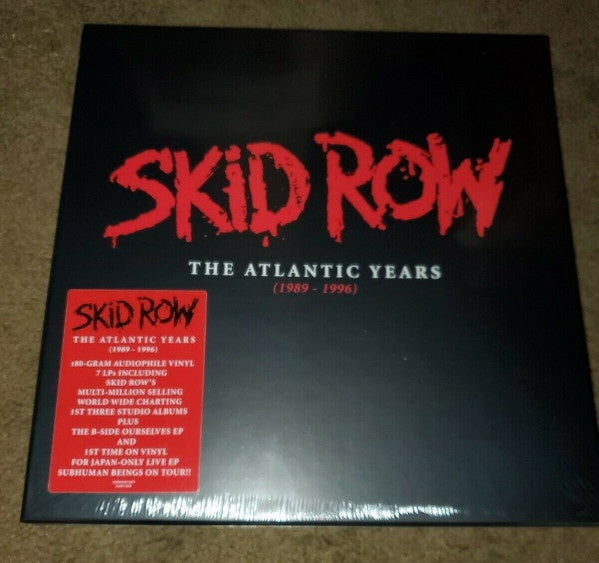 SKiD ROW
THE ATLANTIC YEARS
(1989 - 1996)
SKiD ROW
THE ATLANTIC YEARS
(1989 - 1996)
180-GRAM AUDIOPHILE VINYL
7 LPs INCLUDING
SKID ROW'S
MULTI-MILLION SELLING
WORLD WIDE CHARTING
1ST THREE STUDIO ALBUMS
PLUS
THE B-SIDE OURSELVES EP
AND
1ST TIME ON VINYL
FOR JAPAN-ONLY LIVE EP
SUBHUMAN BEINGS ON TOUR!!